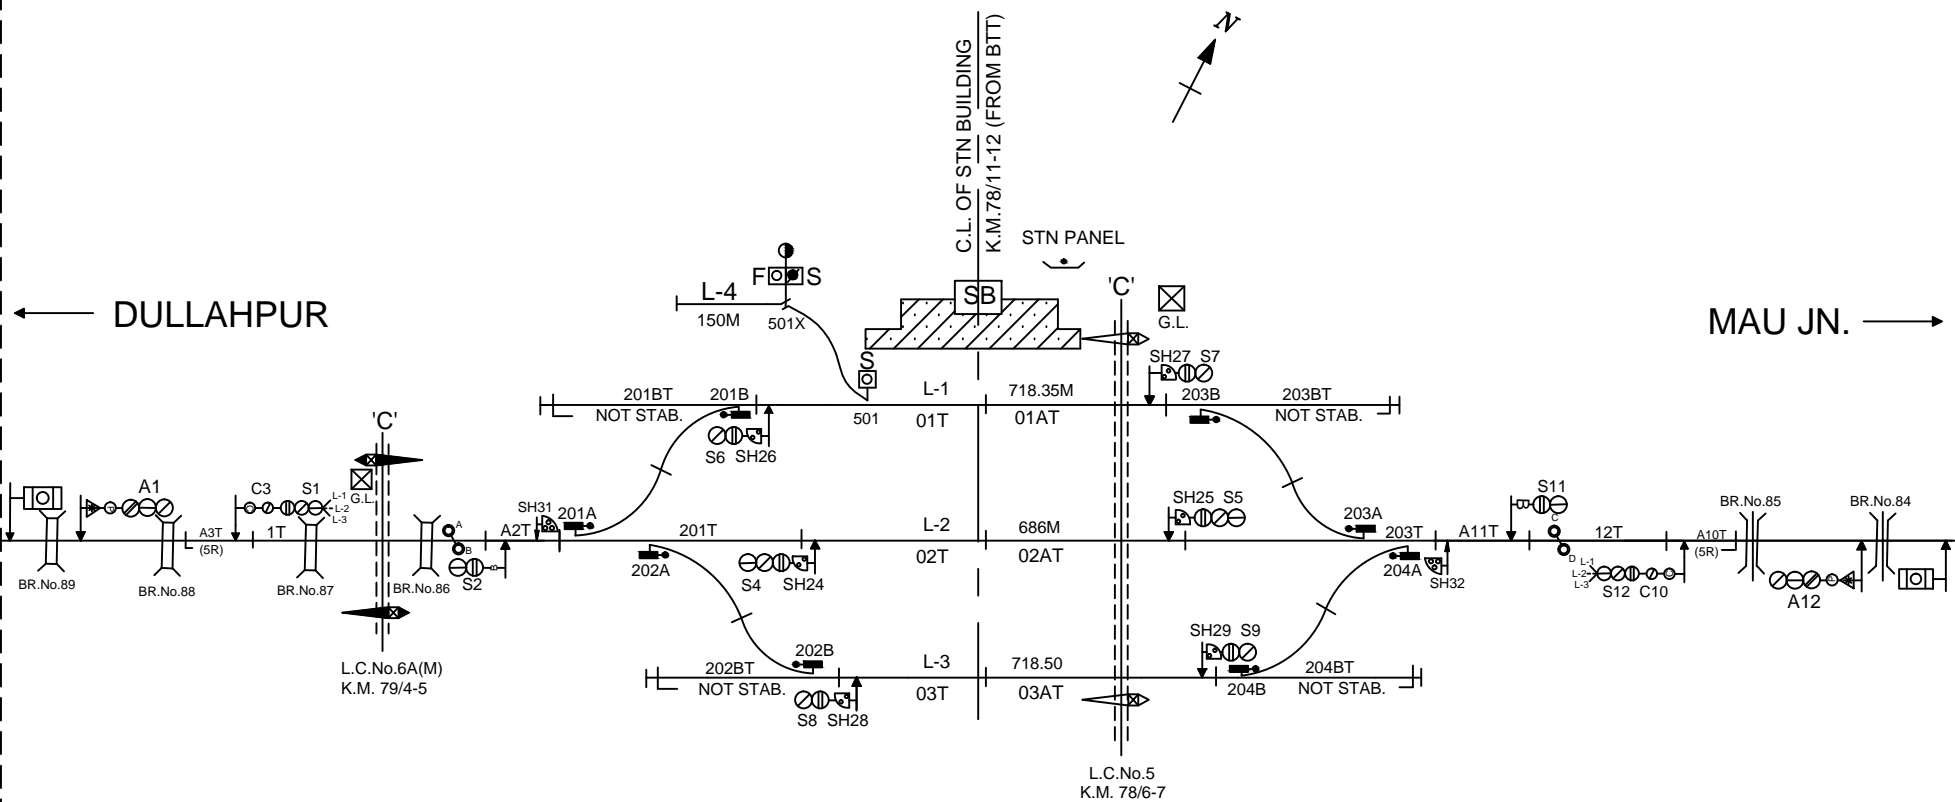 N
C.L. OF STN BUILDING
K.M.78/11-12 (FROM BTT)
STN PANEL
F S
L-4
150M
501X
SB
'C'
G.L.
DULLAHPUR
MAU JN.
S
SH27 S7
201BT
201B
L-1
718.35M
203B
203BT
NOT STAB.
NOT STAB.
501
01T
01AT
'C'
S6 SH26
A1
C3
S1
L-1
L-2
L-3
G.L.
SH31
201A
SH25 S5
203A
S11
BR.No.85
BR.No.84
A
B
C
D
A3T
(5R)
1T
A2T
201T
L-2
686M
203T
A11T
12T
A10T
(5R)
202A
02T
02AT
204A
SH32
BR.No.89
BR.No.88
BR.No.87
BR.No.86
S2
S4 SH24
L-1
L-2
L-3
S12 C10
A12
SH29 S9
202B
202BT
L-3
718.50
204BT
NOT STAB.
NOT STAB.
204B
03T
03AT
S8 SH28
L.C.No.6A(M)
K.M. 79/4-5
L.C.No.5
K.M. 78/6-7